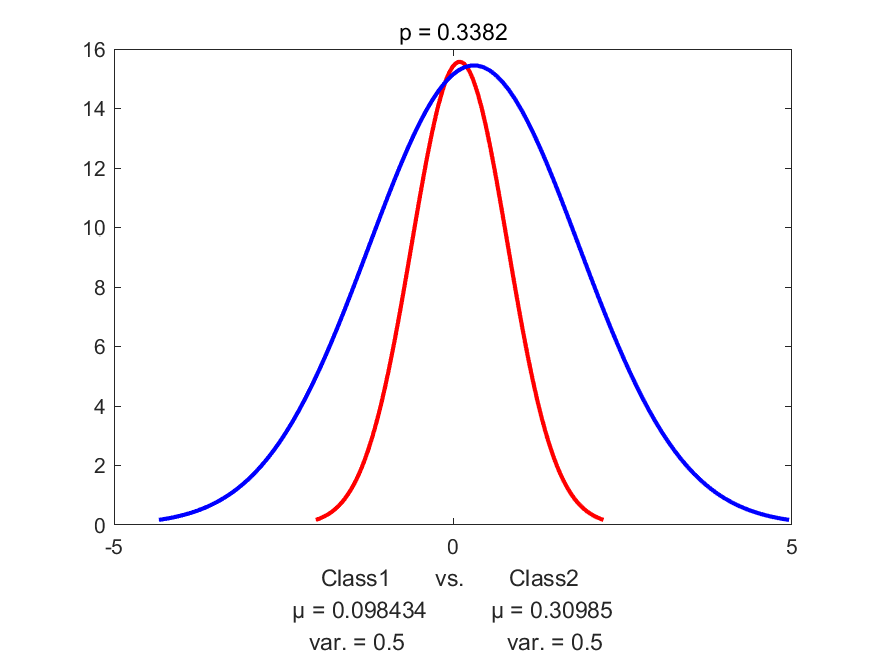 p = 0.3382
16
14
12
10
8
6
4
2
0
-5 0 5
Class1 vs. Class2
μ = 0.098434 μ = 0.30985
var. = 0.5 var. = 0.5